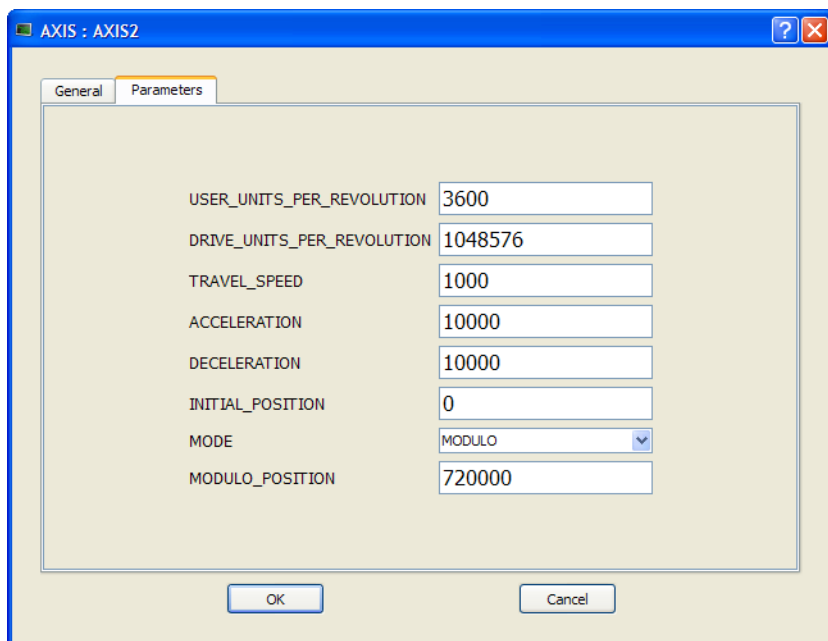 AXIS : AXIS2
General Parameters
USER_UNITS_PER_REVOLUTION 3600
DRIVE_UNITS_PER_REVOLUTION 1048576
TRAVEL_SPEED 1000
ACCELERATION 10000
DECELERATION 10000
INITIAL_POSITION 0
MODE MODULO
MODULO_POSITION 720000
OK Cancel